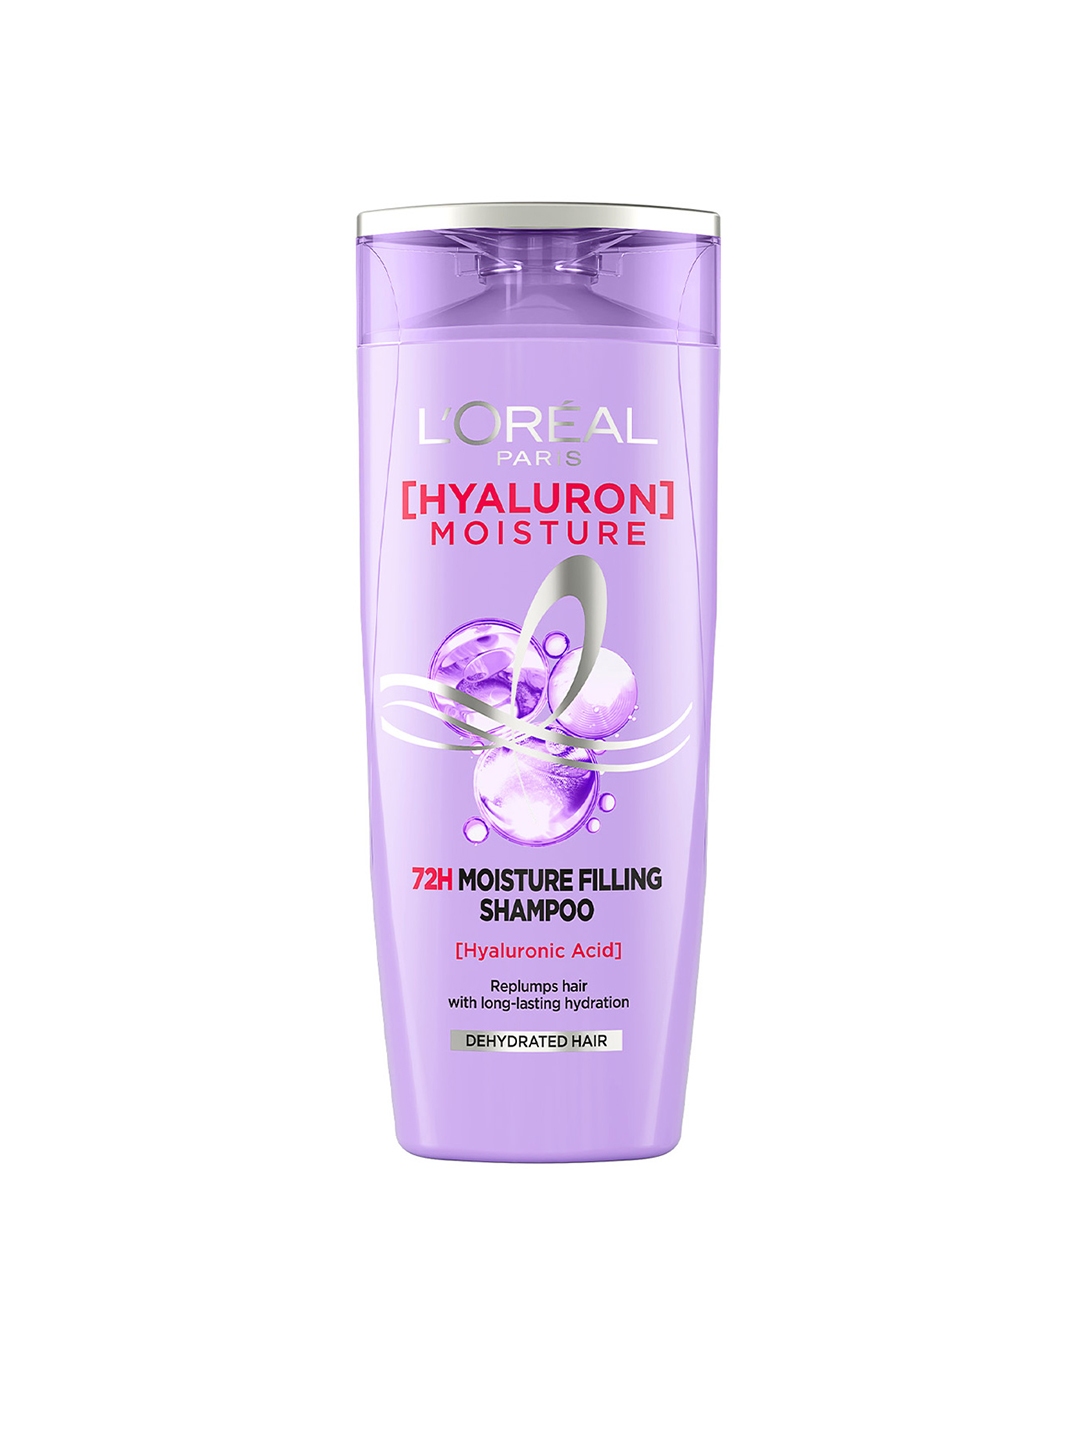 L'ORÉAL
PARIS
[HYALURON]
MOISTURE
72H MOISTURE FILLING
SHAMPOO
[Hyaluronic Acid]
Replumps hair
with long-lasting hydration
DEHYDRATED HAIR